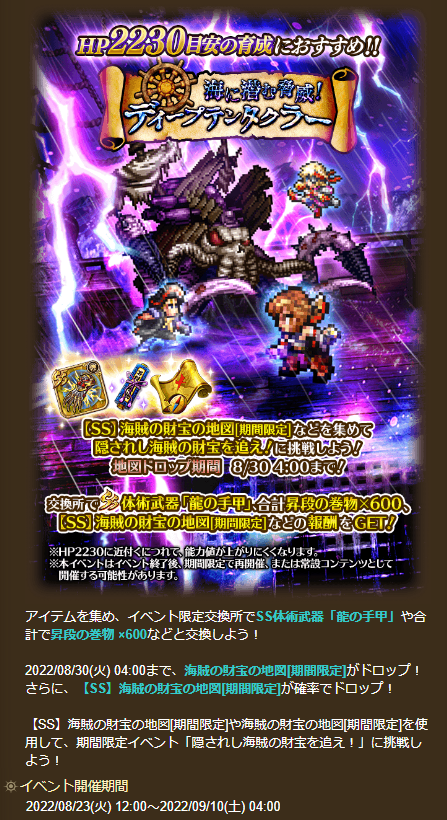 HP2230目安の育成におすすめ!!
海に潜む脅威!
ディープテンタクラー
【SS】海賊の財宝の地図[期間限定]などを集めて
隠されし海賊の財宝を追え!に挑戦しよう!
地図ドロップ期間 8/30 4:00まで!
交換所でSS体術武器「龍の手甲」、合計昇段の巻物×600、
【SS】海賊の財宝の地図[期間限定]などの報酬をGET!
※HP2230に近付くにつれて、能力値が上がりにくくなります。
※本イベントはイベント終了後、期間限定で再開催、または常設コンテンツとして
開催する可能性があります。
アイテムを集め、イベント限定交換所でSS体術武器「龍の手甲」や合
計で昇段の巻物 ×600などと交換しよう!
2022/08/30(火) 04:00まで、海賊の財宝の地図[期間限定]がドロップ!
さらに、【SS】海賊の財宝の地図[期間限定]が確率でドロップ!
【SS】海賊の財宝の地図[期間限定]や海賊の財宝の地図[期間限定]を使
用して、期間限定イベント「隠されし海賊の財宝を追え!」に挑戦し
よう!
イベント開催期間
2022/08/23(火) 12:00～2022/09/10(土) 04:00